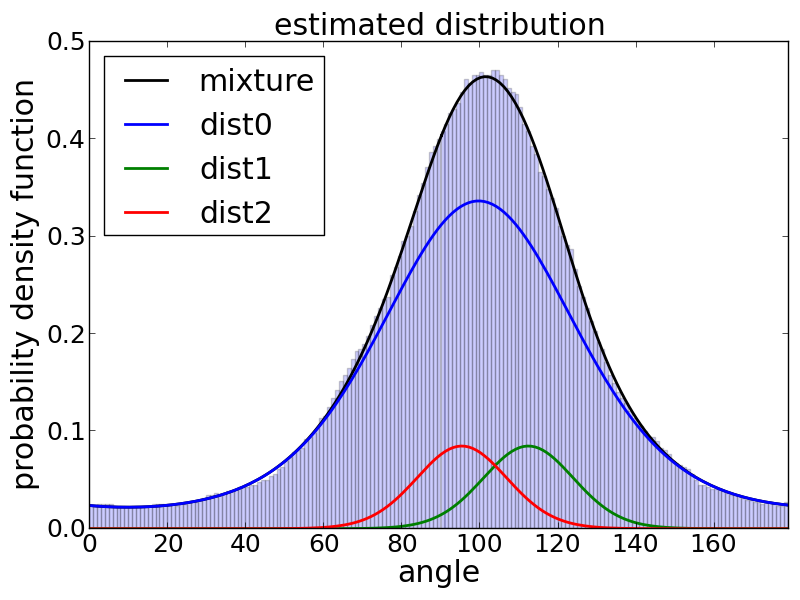 estimated distribution
probability density function
0.5
0.4
0.3
0.2
0.1
0.0
mixture
dist0
dist1
dist2
0 20 40 60 80 100 120 140 160
angle